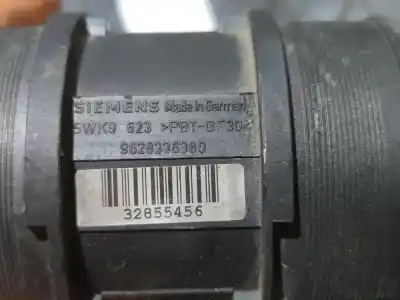 SIEMENS Made in Germany
5WK9 623 >PBT-GF30<
9628336380
32855456